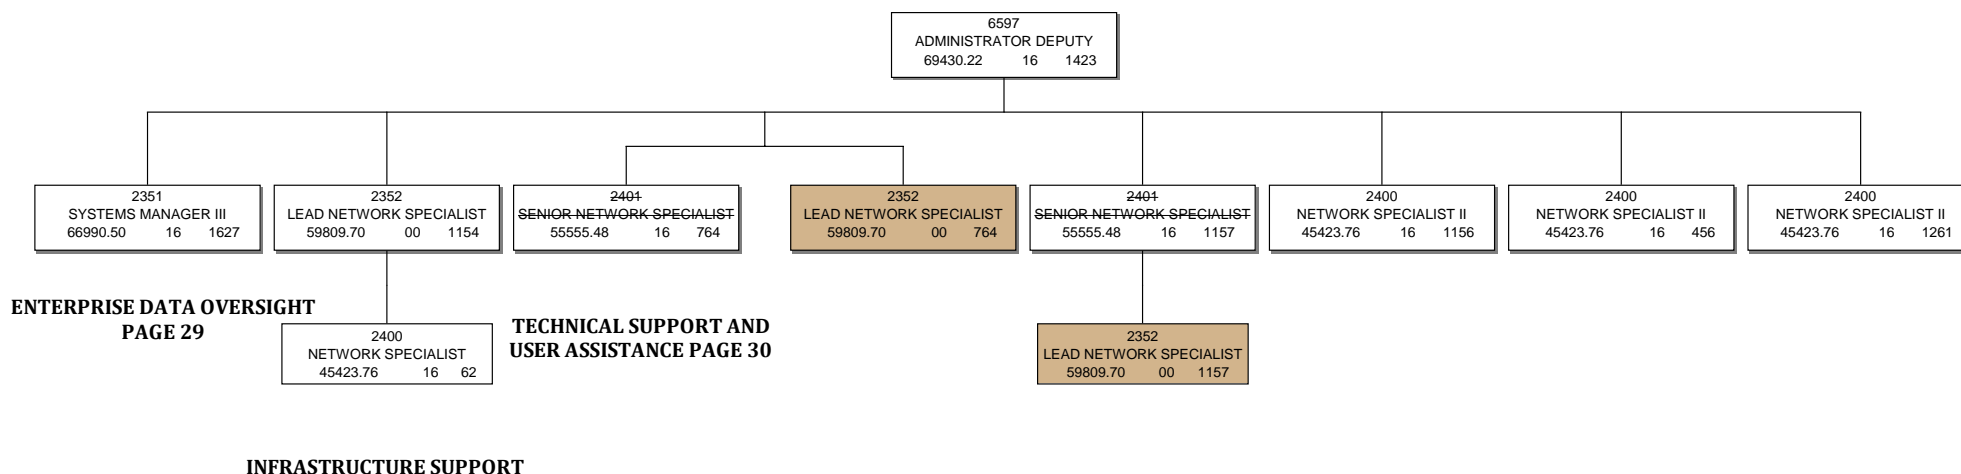 6597
ADMINISTRATOR DEPUTY
69430.22 16 1423
2351
SYSTEMS MANAGER III
66990.50 16 1627
2352
LEAD NETWORK SPECIALIST
59809.70 00 1154
2401
SENIOR NETWORK SPECIALIST
55555.48 16 764
2352
LEAD NETWORK SPECIALIST
59809.70 00 764
2401
SENIOR NETWORK SPECIALIST
55555.48 16 1157
2400
NETWORK SPECIALIST II
45423.76 16 1156
2400
NETWORK SPECIALIST II
45423.76 16 456
2400
NETWORK SPECIALIST II
45423.76 16 1261
ENTERPRISE DATA OVERSIGHT
PAGE 29
2400
NETWORK SPECIALIST
45423.76 16 62
TECHNICAL SUPPORT AND
USER ASSISTANCE PAGE 30
2352
LEAD NETWORK SPECIALIST
59809.70 00 1157
INFRASTRUCTURE SUPPORT